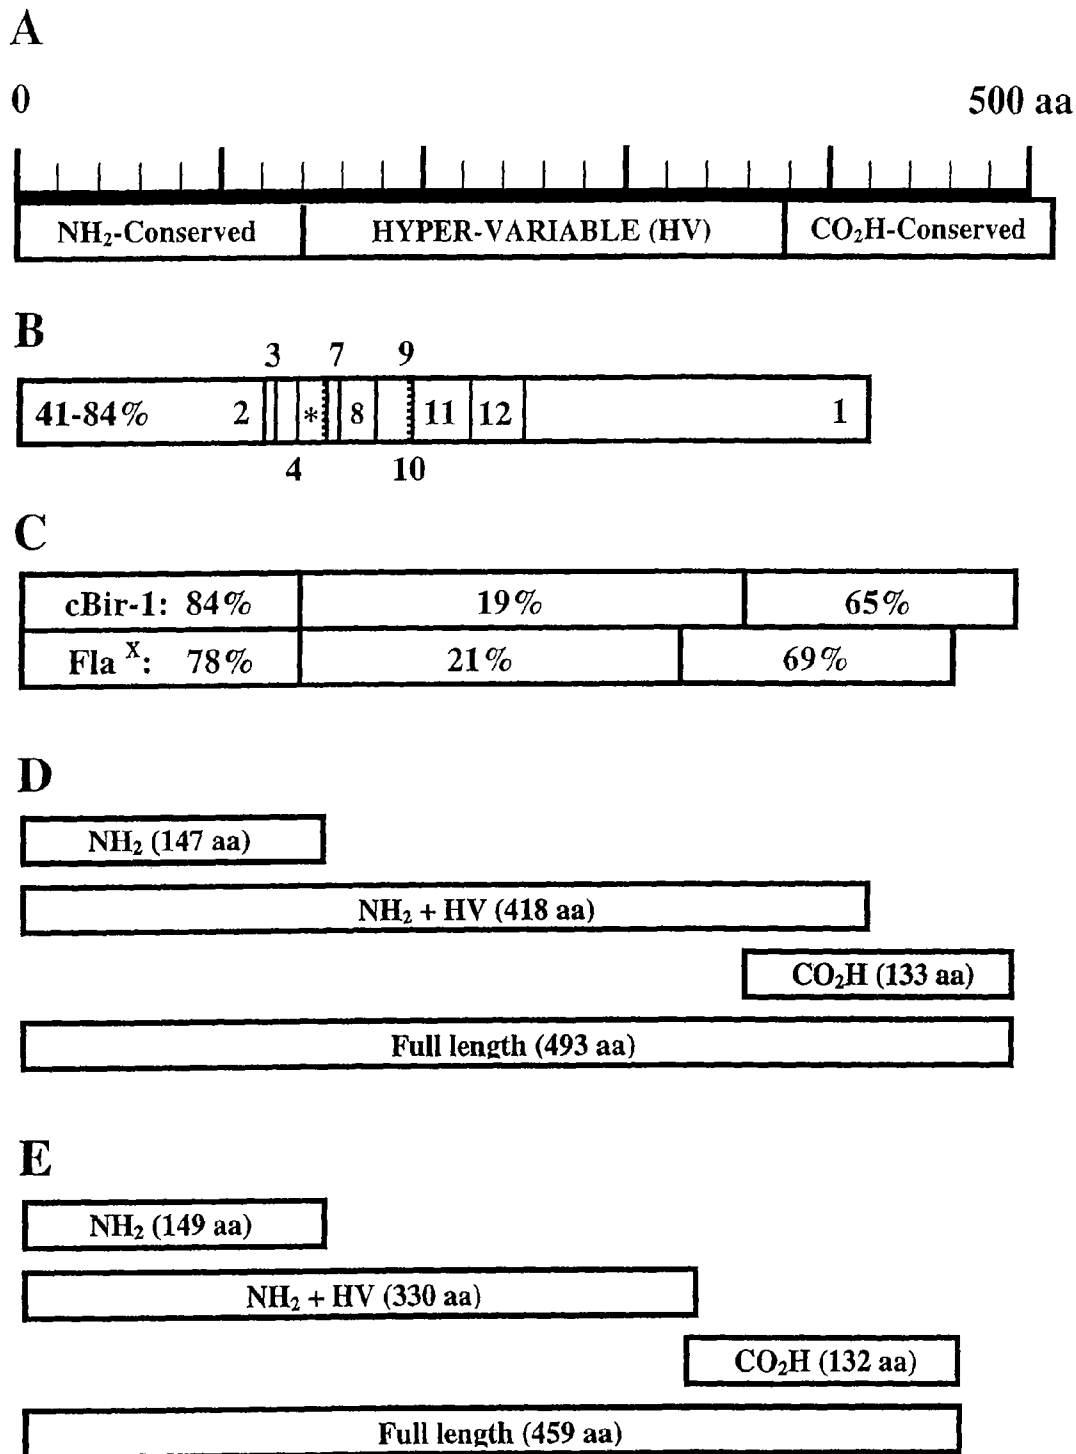 A
0 500 aa
NH₂-Conserved HYPER-VARIABLE (HV) CO₂H-Conserved
B
3 7 9
41-84% 2 * 8 11 12 1
4 10
C
cBir-1: 84% 19% 65%
Fla ˣ: 78% 21% 69%
D
NH₂ (147 aa)
NH₂ + HV (418 aa)
CO₂H (133 aa)
Full length (493 aa)
E
NH₂ (149 aa)
NH₂ + HV (330 aa)
CO₂H (132 aa)
Full length (459 aa)